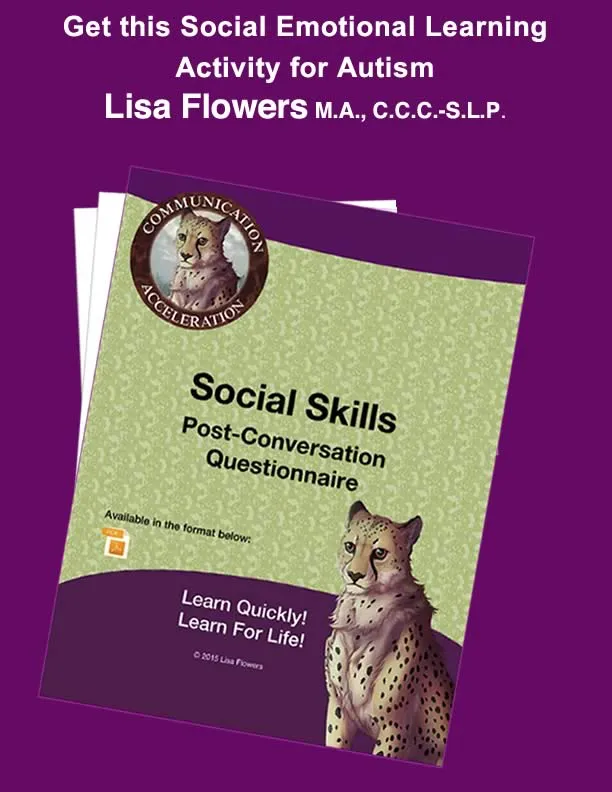 Get this Social Emotional Learning
Activity for Autism
Lisa Flowers M.A., C.C.C.-S.L.P.
COMMUNICATION
ACCELERATION
Social Skills
Post-Conversation
Questionnaire
Available in the format below:
PDF
Learn Quickly!
Learn For Life!
© 2015 Lisa Flowers